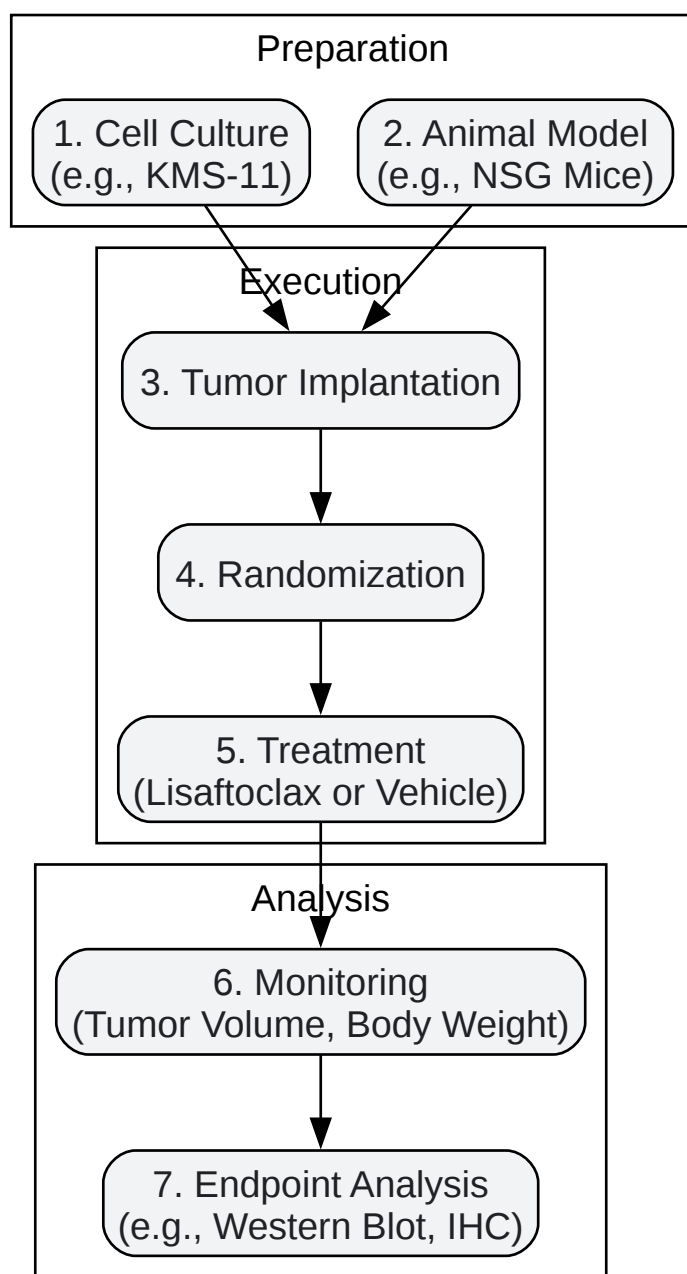 Preparation
1. Cell Culture
(e.g., KMS-11)
2. Animal Model
(e.g., NSG Mice)
Execution
3. Tumor Implantation
4. Randomization
5. Treatment
(Lisaftoclax or Vehicle)
Analysis
6. Monitoring
(Tumor Volume, Body Weight)
7. Endpoint Analysis
(e.g., Western Blot, IHC)